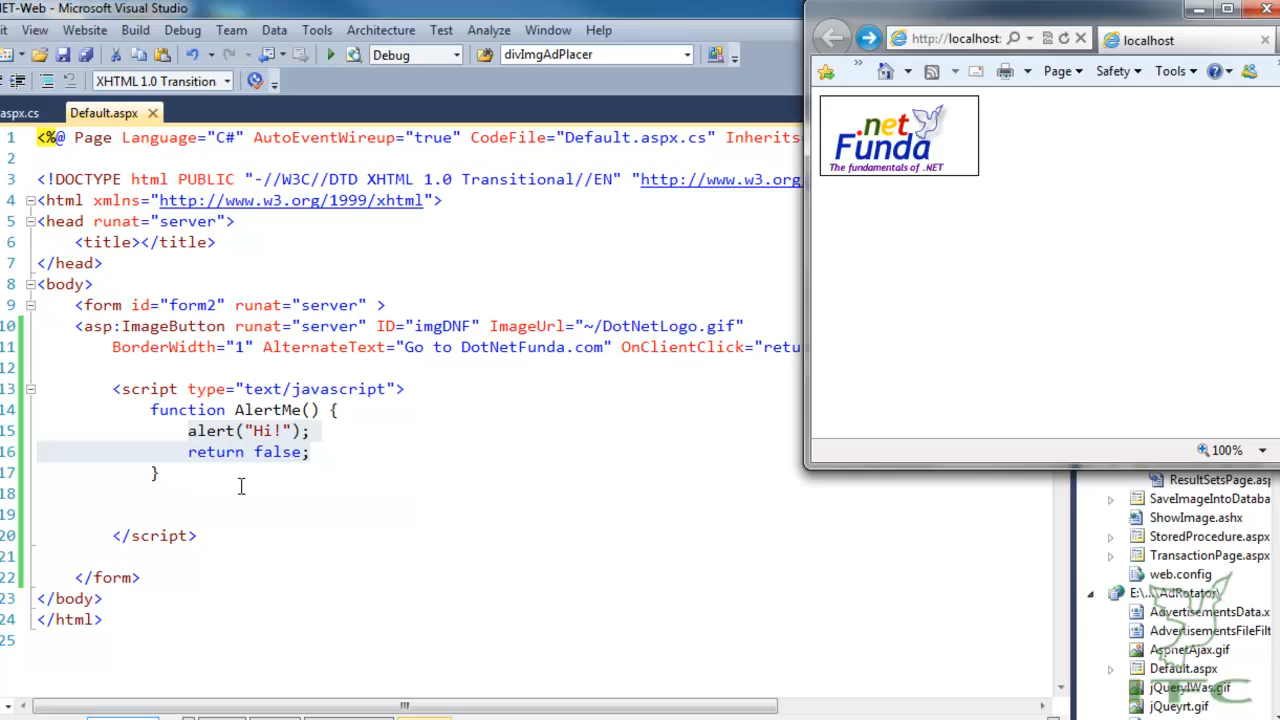 NET-Web - Microsoft Visual Studio
View Website Build Debug Team Data Tools Architecture Test Analyze Window
Debug divImgAdPlacer
XHTML 1.0 Transition
aspx.cs Default.aspx
1 <%@ Page Language="C#" AutoEventWireup="true" CodeFile="Default.aspx.cs" Inherits=
2
3 <!DOCTYPE html PUBLIC "-//W3C//DTD XHTML 1.0 Transitional//EN" "http://www.w3.org
4 <html xmlns="http://www.w3.org/1999/xhtml">
5 <head runat="server">
6 <title></title>
7 </head>
8 <body>
9 <form id="form2" runat="server" >
10 <asp:ImageButton runat="server" ID="imgDNF" ImageUrl="~/DotNetLogo.gif"
11 BorderWidth="1" AlternateText="Go to DotNetFunda.com" OnClientClick="retu
12
13 <script type="text/javascript">
14 function AlertMe() {
15 alert("Hi!");
16 return false;
17 }
18
19
20 </script>
21
22 </form>
23 </body>
24 </html>
25
http://localhost: localhost
Page Safety Tools
.net
Funda
The fundamentals of .NET
100%
ResultSetsPage.asp
SaveImageIntoDataba
ShowImage.ashx
StoredProcedure.aspx
TransactionPage.aspx
web.config
E:\...\AdRotator\
AdvertisementsData.x
AdvertisementsFileFilt
AspnetAjax.gif
Default.aspx
jQueryIWas.gif
jQueryrt.gif
ITC